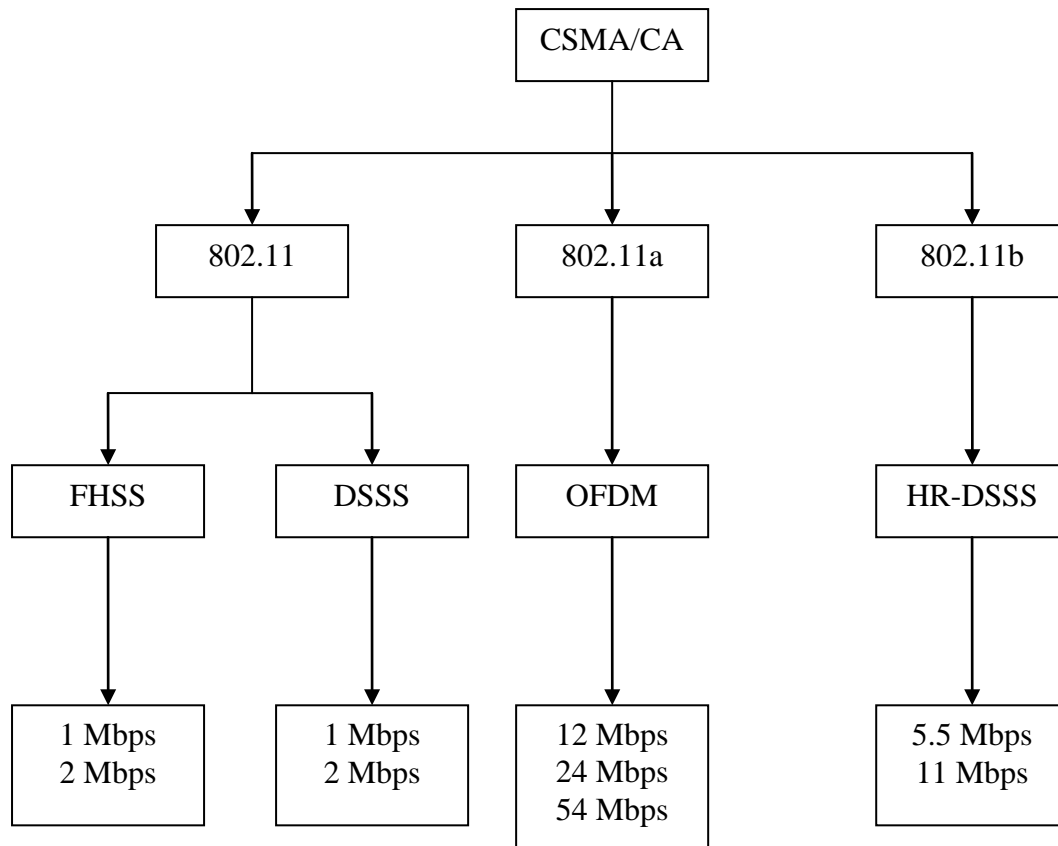 CSMA/CA
802.11
802.11a
802.11b
FHSS
DSSS
OFDM
HR-DSSS
1 Mbps
2 Mbps
1 Mbps
2 Mbps
12 Mbps
24 Mbps
54 Mbps
5.5 Mbps
11 Mbps